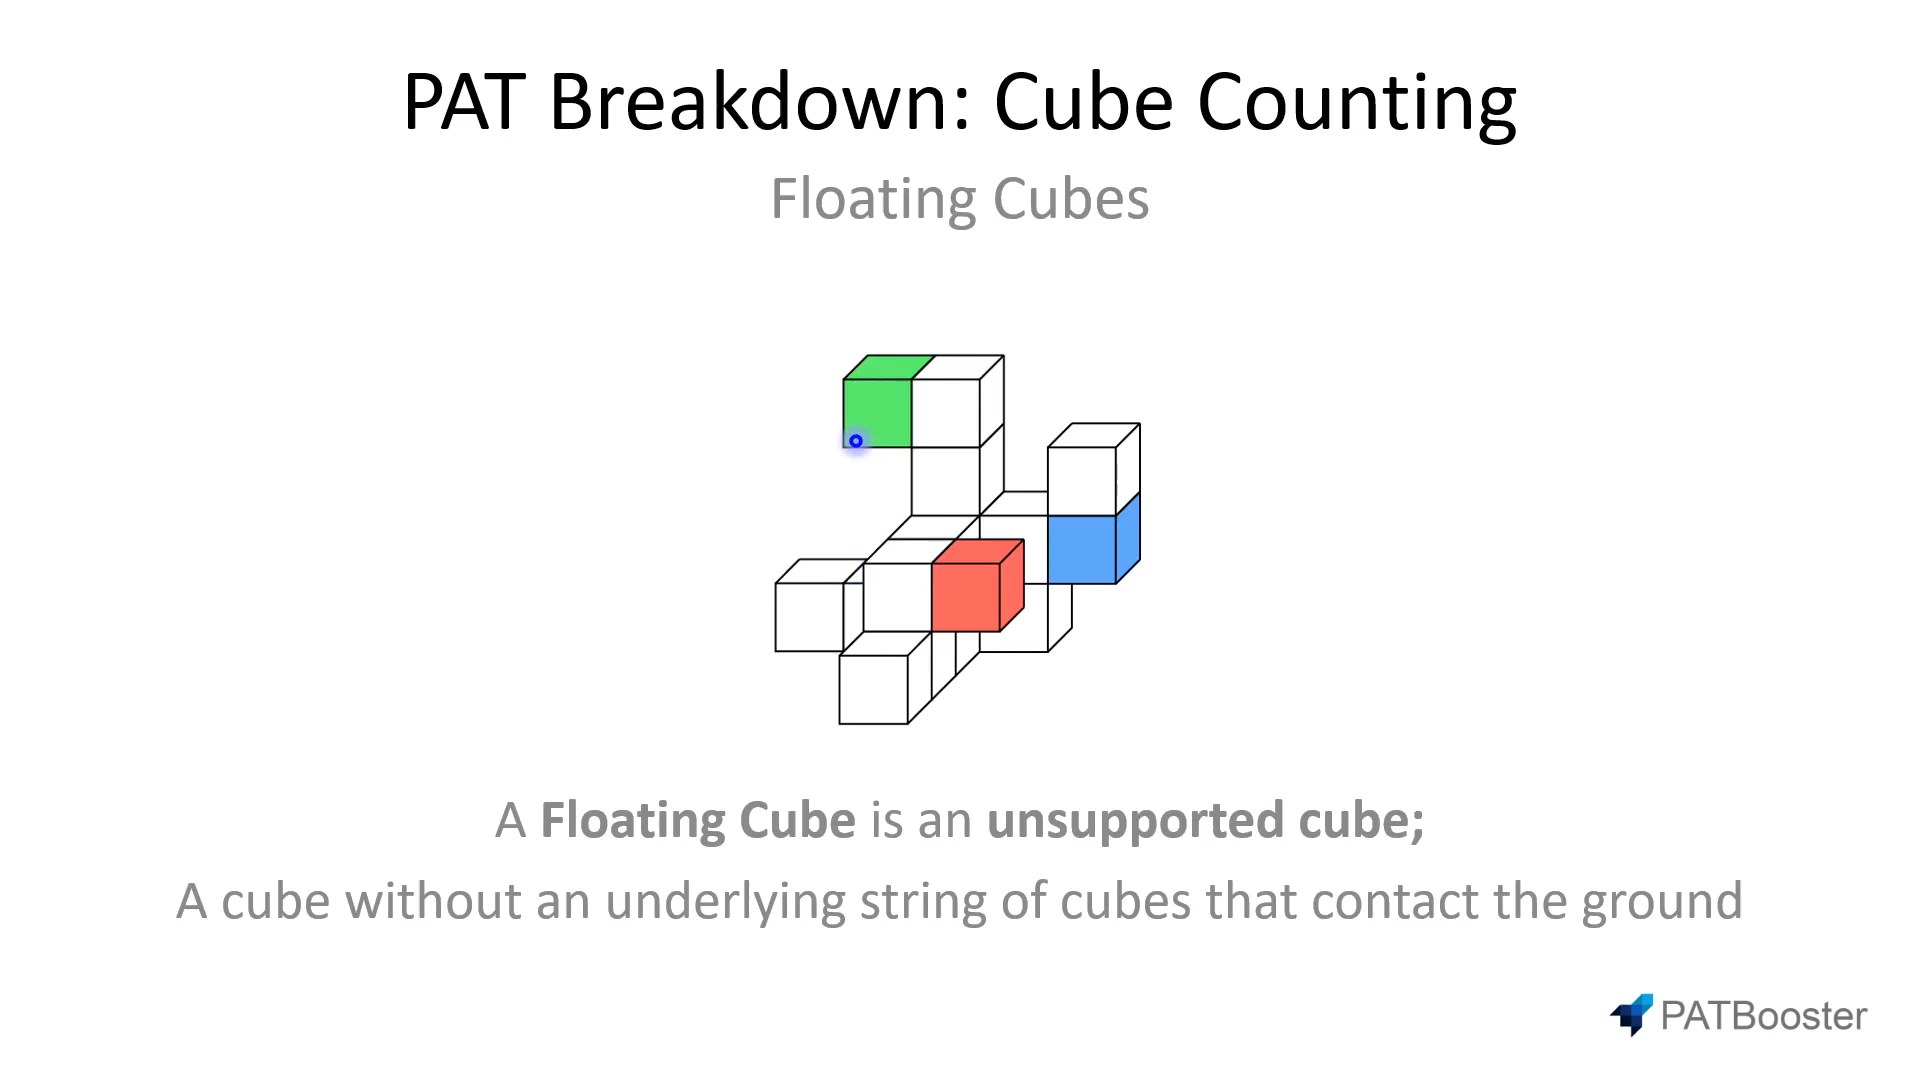 PAT Breakdown: Cube Counting
Floating Cubes
A Floating Cube is an unsupported cube;
A cube without an underlying string of cubes that contact the ground
PATBooster